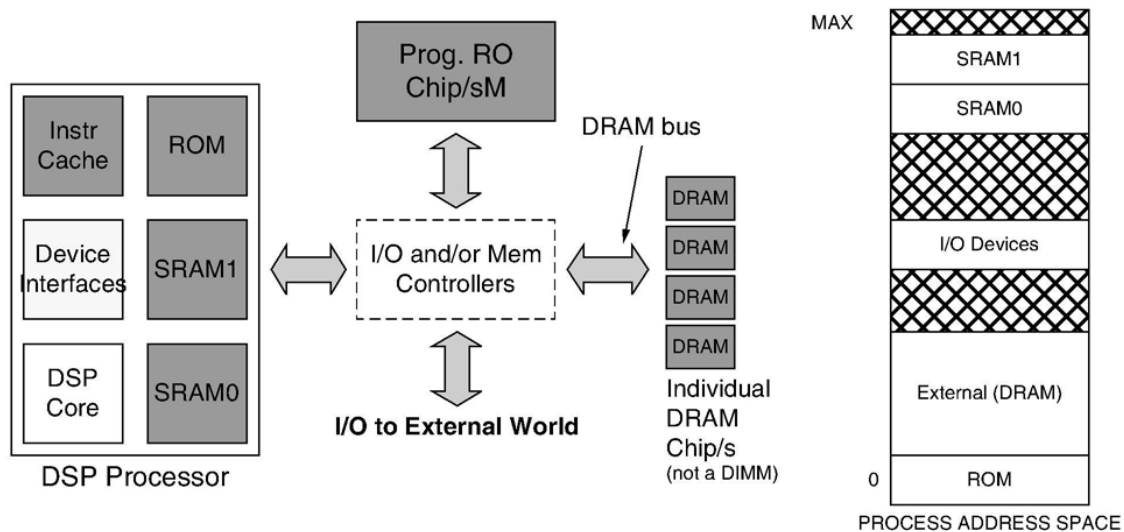 Prog. RO
Chip/sM
Instr
Cache
ROM
Device
Interfaces
SRAM1
DSP
Core
SRAM0
DSP Processor
I/O and/or Mem
Controllers
I/O to External World
DRAM bus
DRAM
DRAM
DRAM
DRAM
Individual
DRAM
Chip/s
(not a DIMM)
MAX
SRAM1
SRAM0
I/O Devices
External (DRAM)
0
ROM
PROCESS ADDRESS SPACE